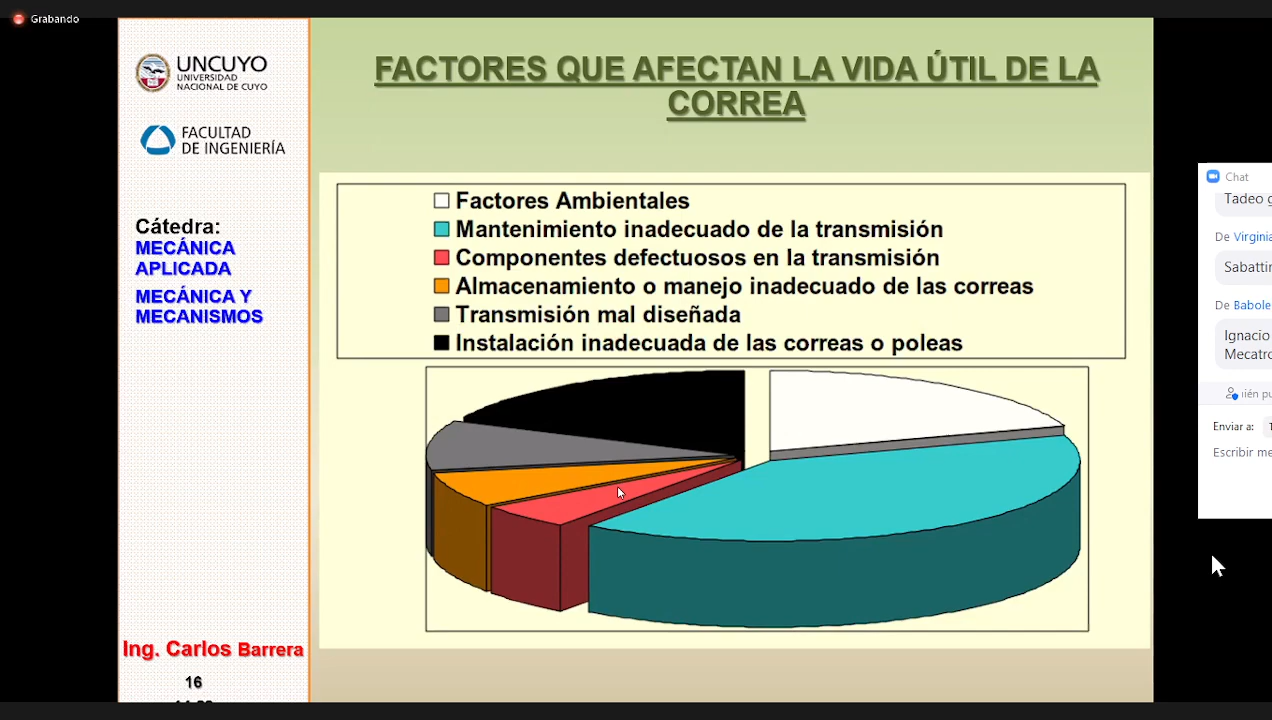 Grabando
UNCUYO
UNIVERSIDAD
NACIONAL DE CUYO
FACULTAD
DE INGENIERÍA
Cátedra:
MECÁNICA
APLICADA
MECÁNICA Y
MECANISMOS
Ing. Carlos Barrera
16
FACTORES QUE AFECTAN LA VIDA ÚTIL DE LA
CORREA
Factores Ambientales
Mantenimiento inadecuado de la transmisión
Componentes defectuosos en la transmisión
Almacenamiento o manejo inadecuado de las correas
Transmisión mal diseñada
Instalación inadecuada de las correas o poleas
Chat
Tadeo
De Virginia
Sabattin
De Babole
Ignacio
Mecatro
Enviar a:
Escribir me